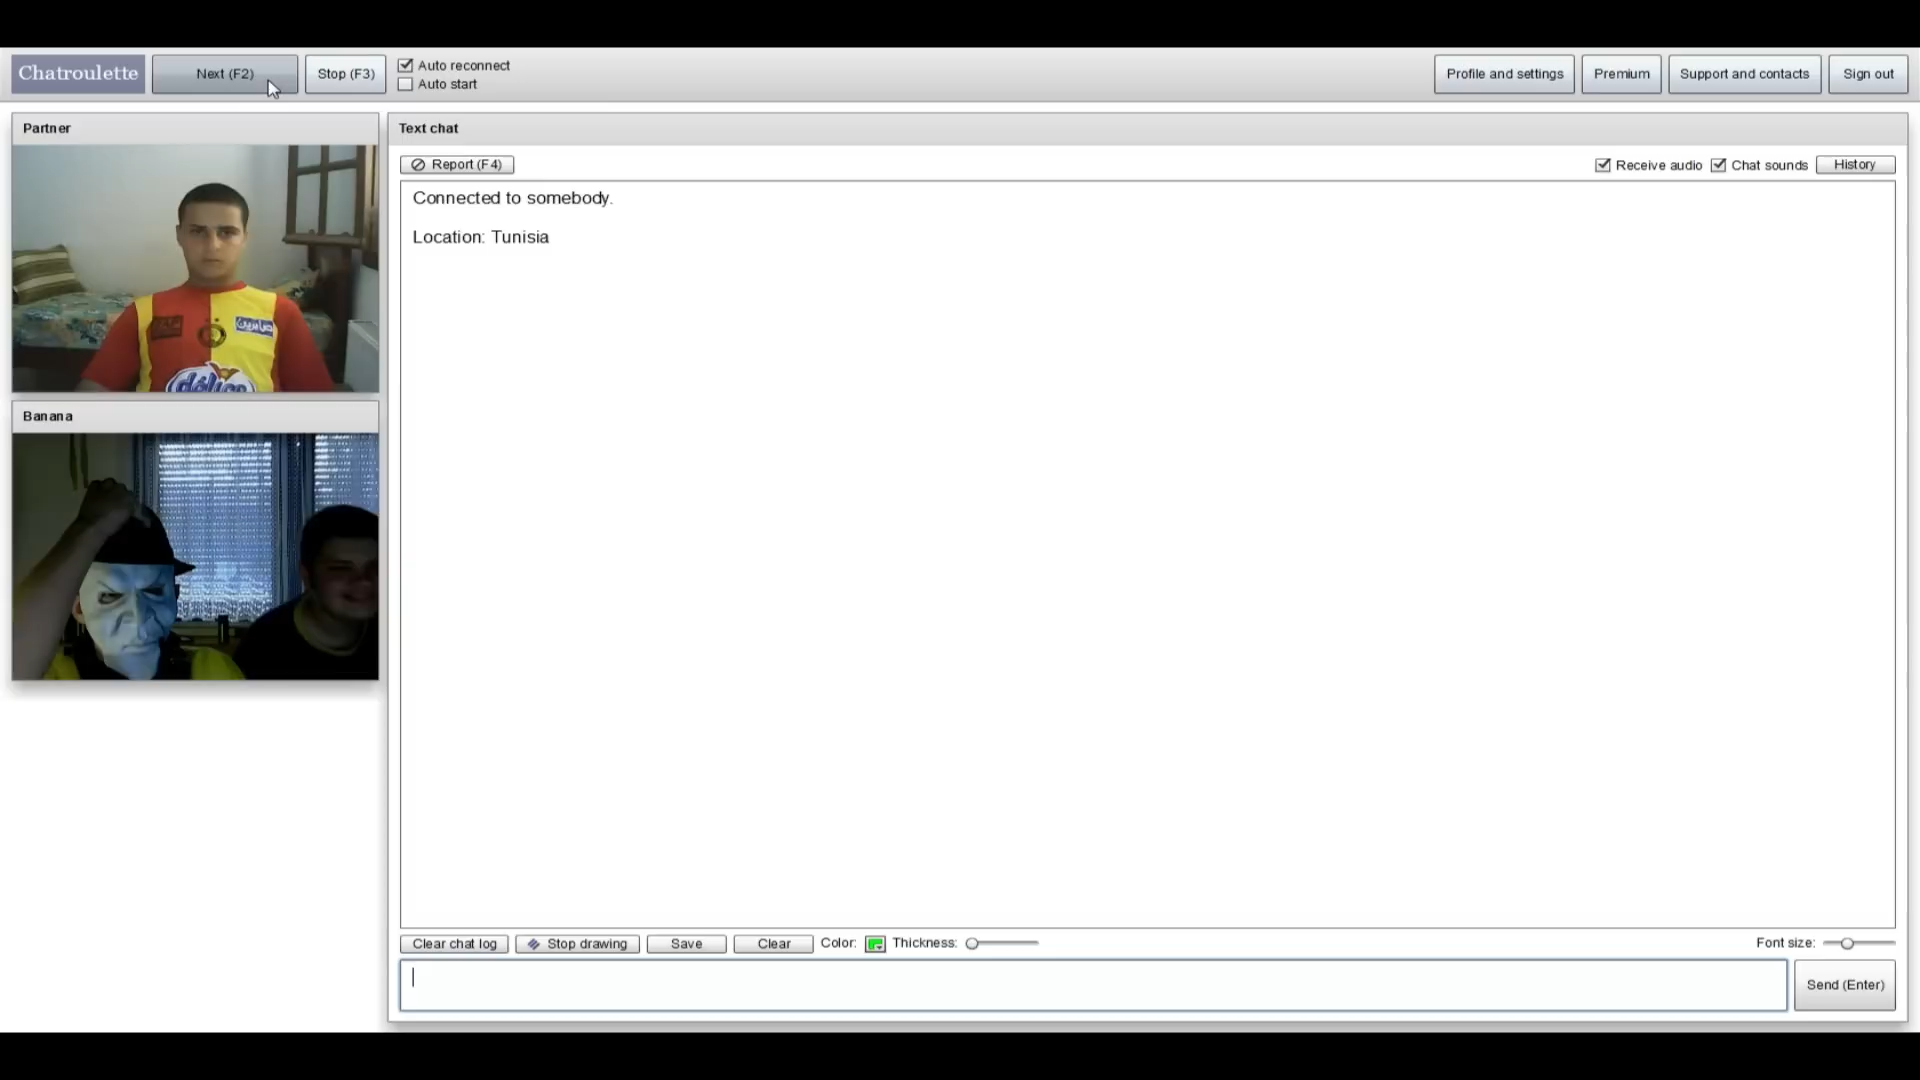 Chatroulette
Next (F2)
Stop (F3)
Auto reconnect
Auto start
Profile and settings
Premium
Support and contacts
Sign out
Partner
صابرين
délice
Banana
Text chat
Report (F4)
Receive audio
Chat sounds
History
Connected to somebody.
Location: Tunisia
Clear chat log
Stop drawing
Save
Clear
Color:
Thickness:
Font size:
Send (Enter)